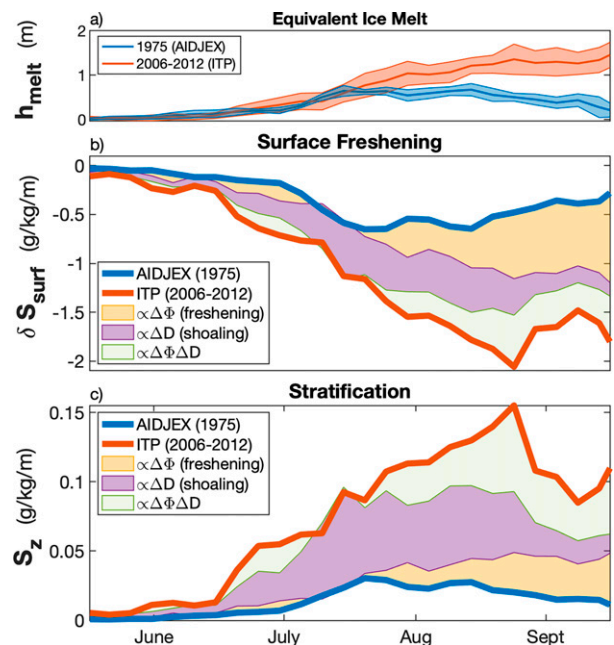 a) Equivalent Ice Melt
h_melt (m)
2
1
0
1975 (AIDJEX)
2006-2012 (ITP)
b) Surface Freshening
δ S_surf (g/kg/m)
0
-0.5
-1
-1.5
-2
AIDJEX (1975)
ITP (2006-2012)
∝ΔΦ (freshening)
∝ΔD (shoaling)
∝ΔΦΔD
c) Stratification
S_z (g/kg/m)
0.15
0.1
0.05
0
AIDJEX (1975)
ITP (2006-2012)
∝ΔΦ (freshening)
∝ΔD (shoaling)
∝ΔΦΔD
June July Aug Sept